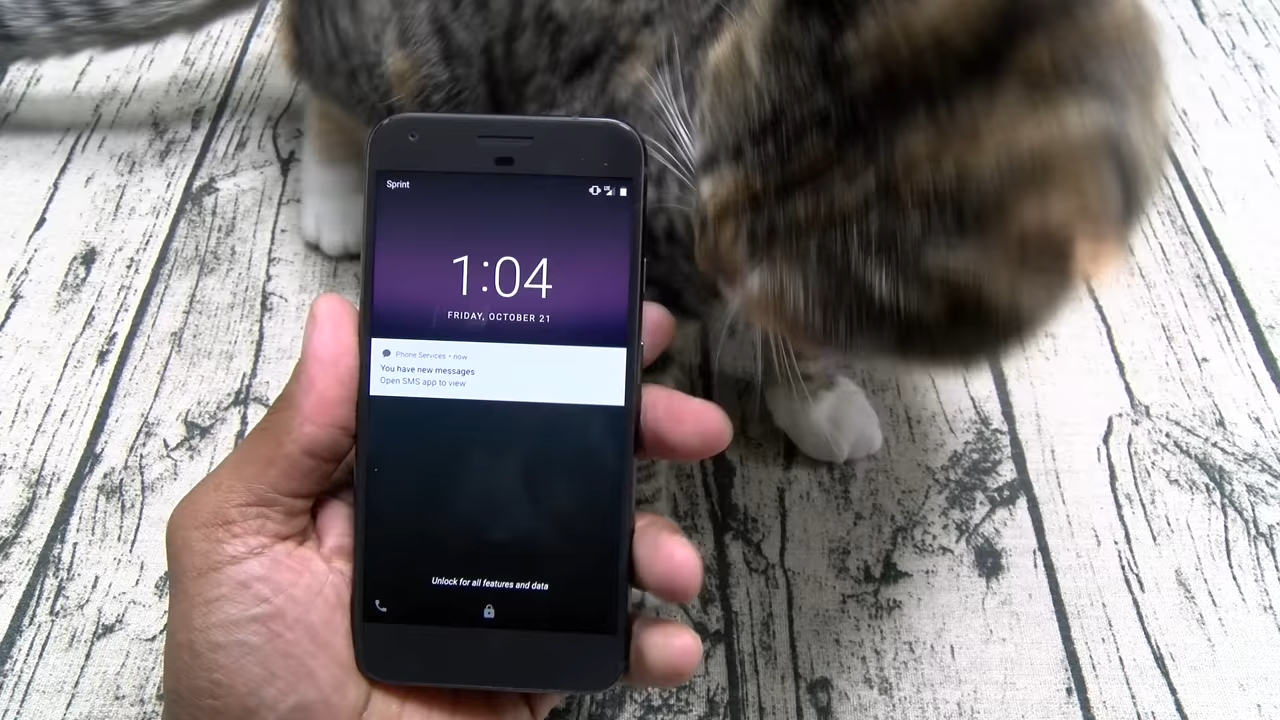 Sprint
1:04
FRIDAY, OCTOBER 21
Phone Services • now
You have new messages
Open SMS app to view
Unlock for all features and data